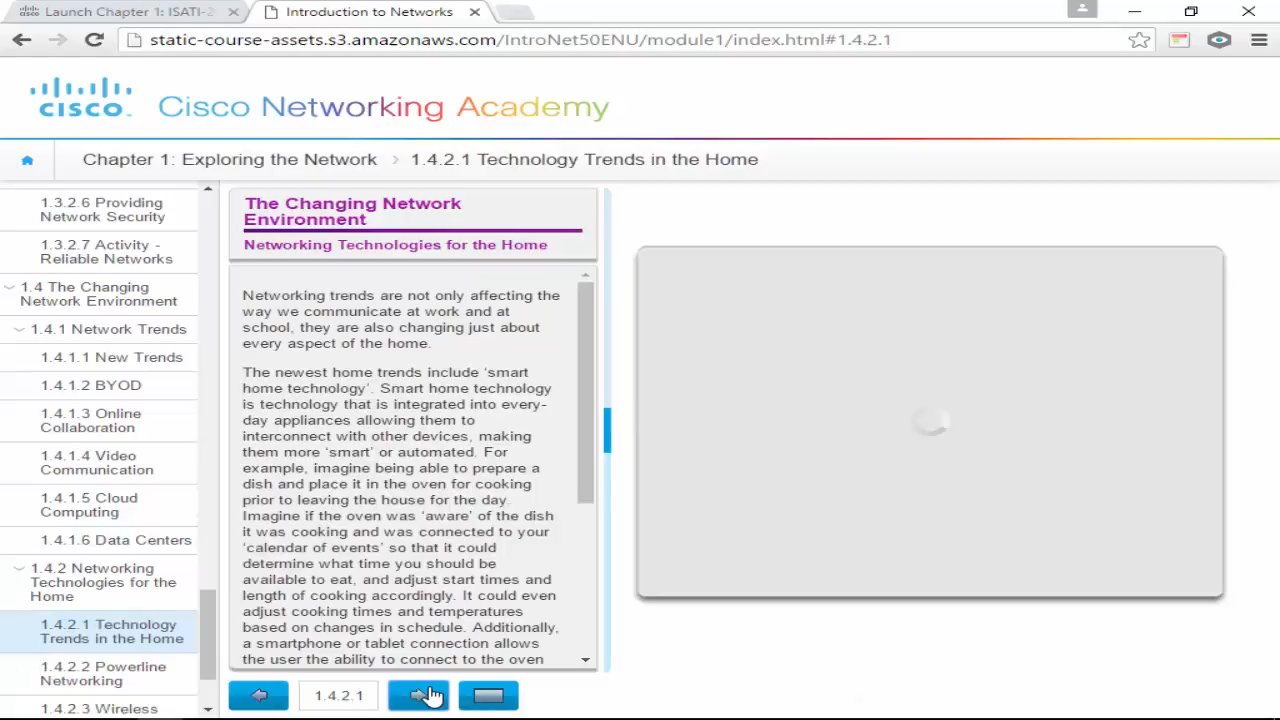 Launch Chapter 1: ISATI-2
Introduction to Networks
static-course-assets.s3.amazonaws.com/IntroNet50ENU/module1/index.html#1.4.2.1
CISCO
Cisco Networking Academy
Chapter 1: Exploring the Network > 1.4.2.1 Technology Trends in the Home
1.3.2.6 Providing
Network Security
1.3.2.7 Activity -
Reliable Networks
1.4 The Changing
Network Environment
1.4.1 Network Trends
1.4.1.1 New Trends
1.4.1.2 BYOD
1.4.1.3 Online
Collaboration
1.4.1.4 Video
Communication
1.4.1.5 Cloud
Computing
1.4.1.6 Data Centers
1.4.2 Networking
Technologies for the
Home
1.4.2.1 Technology
Trends in the Home
1.4.2.2 Powerline
Networking
1.4.2.3 Wireless
The Changing Network
Environment
Networking Technologies for the Home
Networking trends are not only affecting the
way we communicate at work and at
school, they are also changing just about
every aspect of the home.
The newest home trends include ‘smart
home technology’. Smart home technology
is technology that is integrated into every-
day appliances allowing them to
interconnect with other devices, making
them more ‘smart’ or automated. For
example, imagine being able to prepare a
dish and place it in the oven for cooking
prior to leaving the house for the day.
Imagine if the oven was ‘aware’ of the dish
it was cooking and was connected to your
‘calendar of events’ so that it could
determine what time you should be
available to eat, and adjust start times and
length of cooking accordingly. It could even
adjust cooking times and temperatures
based on changes in schedule. Additionally,
a smartphone or tablet connection allows
the user the ability to connect to the oven
1.4.2.1